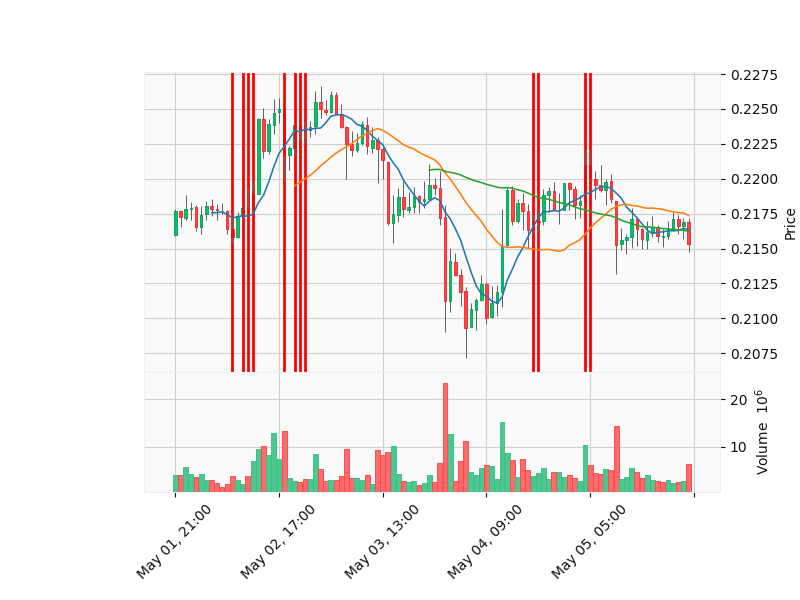 0.2275
0.2250
0.2225
0.2200
0.2175
0.2150
0.2125
0.2100
0.2075
Price
20
10
Volume 10⁶
May 01, 21:00
May 02, 17:00
May 03, 13:00
May 04, 09:00
May 05, 05:00